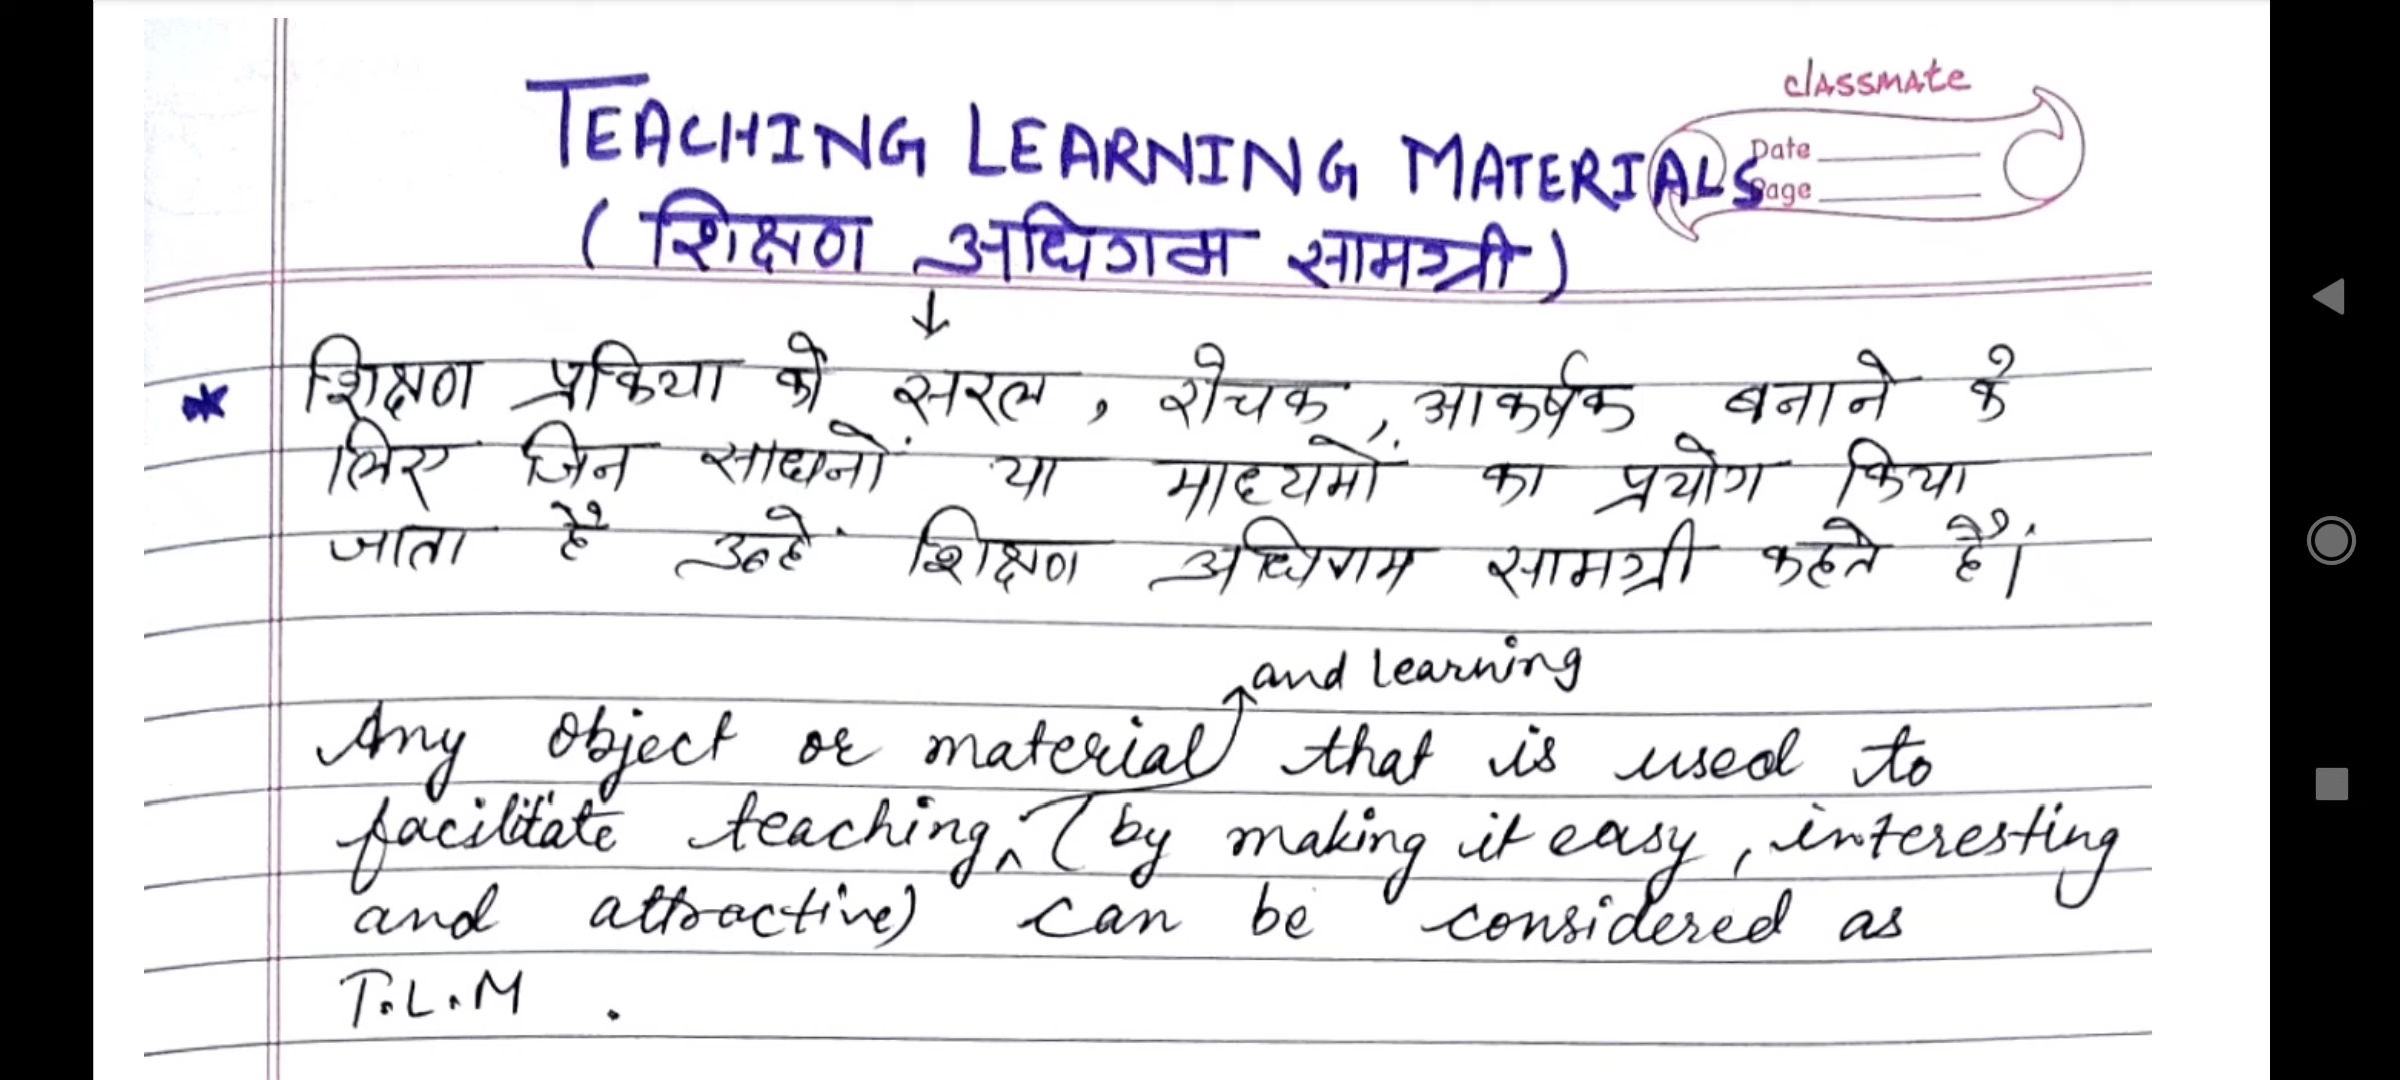 classmate
Date
Page
TEACHING LEARNING MATERIALS
(शिक्षण अधिगम सामग्री)
↓
* शिक्षण प्रक्रिया को सरल, रोचक, आकर्षक बनाने के
लिए जिन साधनों या माध्यमों का प्रयोग किया
जाता है उन्हें शिक्षण अधिगम सामग्री कहते हैं।
and learning
Any object or material that is used to
facilitate teaching ^ (by making it easy, interesting
and attractive) can be considered as
T.L.M .